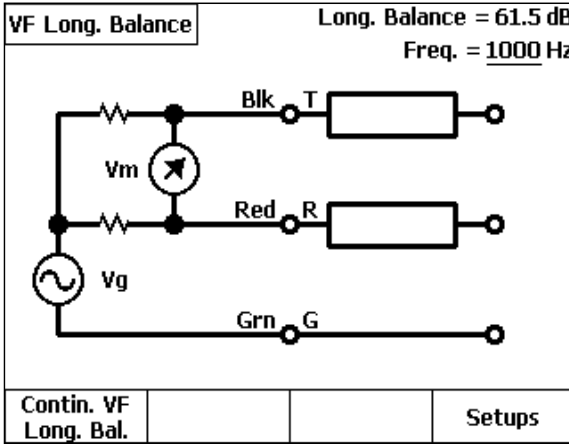 VF Long. Balance
Long. Balance = 61.5 dB
Freq. = 1000 Hz
Blk T
Vm
Red R
Vg
Grn G
Contin. VF
Long. Bal.
Setups